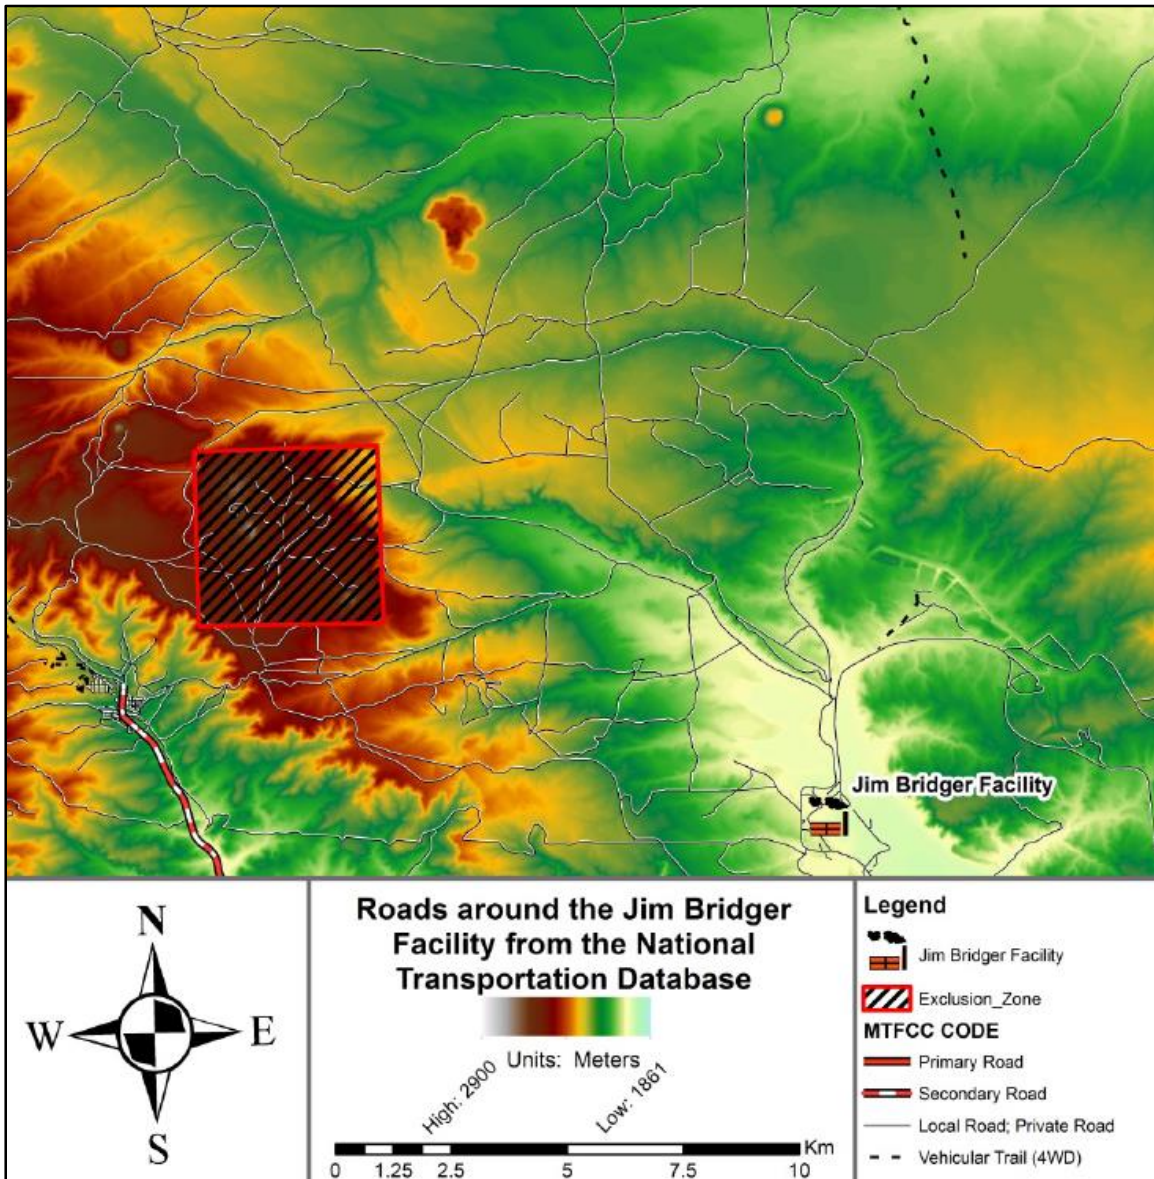 Jim Bridger Facility
N
W
E
S
Roads around the Jim Bridger
Facility from the National
Transportation Database
Units: Meters
High: 2900
Low: 1861
Km
0 1.25 2.5 5 7.5 10
Legend
Jim Bridger Facility
Exclusion_Zone
MTFCC CODE
Primary Road
Secondary Road
Local Road; Private Road
Vehicular Trail (4WD)